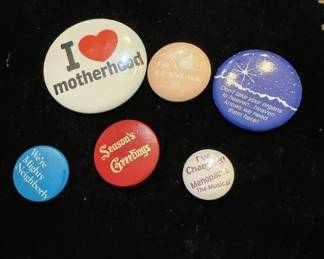 I
motherhood
Don't take your organs
to heaven, heaven
knows we need
them here!
We're
Mighty
Neighborly
Season's
Greetings
I've
Changed!
Menopause
The Musical